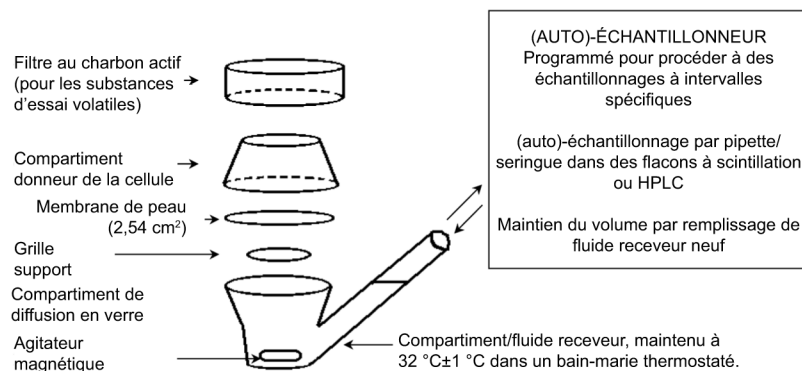 Filtre au charbon actif
(pour les substances
d'essai volatiles)
Compartiment
donneur de la cellule
Membrane de peau
(2,54 cm²)
Grille
support
Compartiment de
diffusion en verre
Agitateur
magnétique
(AUTO)-ÉCHANTILLONNEUR
Programmé pour procéder à des
échantillonnages à intervalles
spécifiques
(auto)-échantillonnage par pipette/
seringue dans des flacons à scintillation
ou HPLC
Maintien du volume par remplissage de
fluide receveur neuf
Compartiment/fluide receveur, maintenu à
32 °C±1 °C dans un bain-marie thermostaté.